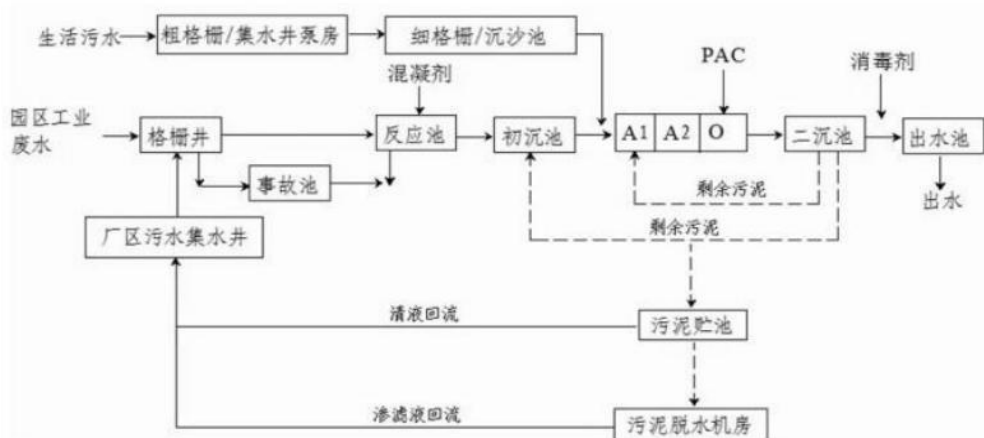 生活污水
粗格栅/集水井泵房
细格栅/沉沙池
混凝剂
PAC
消毒剂
园区工业
废水
格栅井
反应池
初沉池
A1
A2
O
二沉池
出水池
事故池
剩余污泥
出水
厂区污水集水井
剩余污泥
清液回流
污泥贮池
渗滤液回流
污泥脱水机房